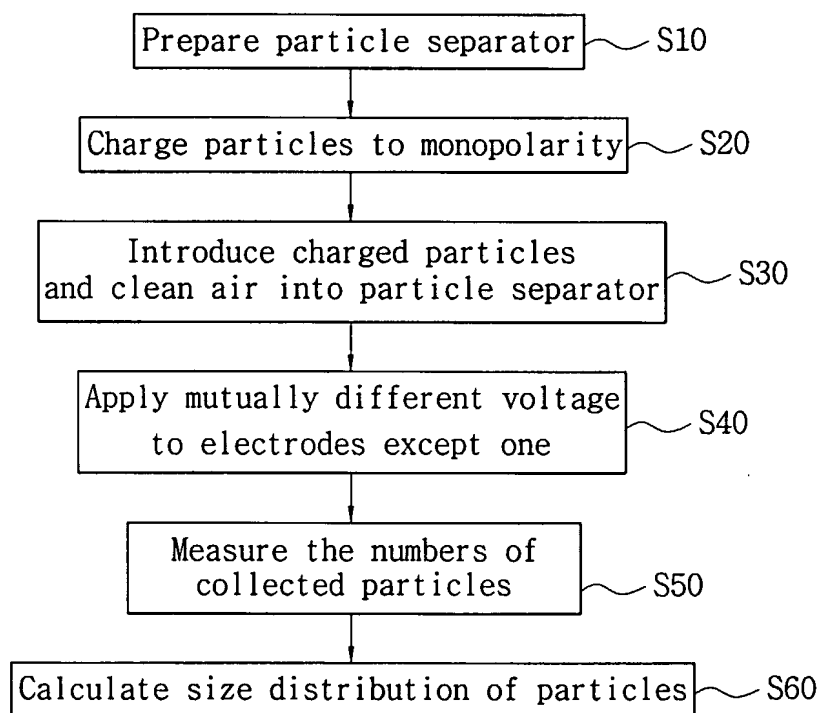 Prepare particle separator
S10
Charge particles to monopolarity
S20
Introduce charged particles
and clean air into particle separator
S30
Apply mutually different voltage
to electrodes except one
S40
Measure the numbers of
collected particles
S50
Calculate size distribution of particles
S60